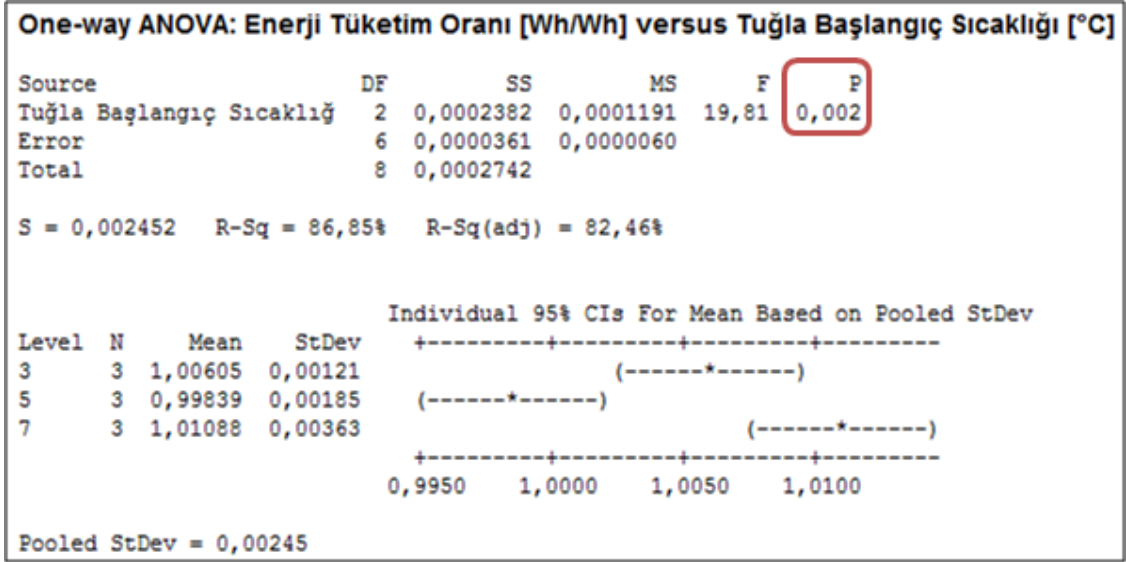 One-way ANOVA: Enerji Tüketim Oranı [Wh/Wh] versus Tuğla Başlangıç Sıcaklığı [°C]
Source DF SS MS F P
Tuğla Başlangıç Sıcaklığ 2 0,0002382 0,0001191 19,81 0,002
Error 6 0,0000361 0,0000060
Total 8 0,0002742
S = 0,002452 R-Sq = 86,85% R-Sq(adj) = 82,46%
Individual 95% CIs For Mean Based on Pooled StDev
Level N Mean StDev +---------+---------+---------+---------
3 3 1,00605 0,00121 (------*------)
5 3 0,99839 0,00185 (------*------)
7 3 1,01088 0,00363 (------*------)
+---------+---------+---------+---------
0,9950 1,0000 1,0050 1,0100
Pooled StDev = 0,00245